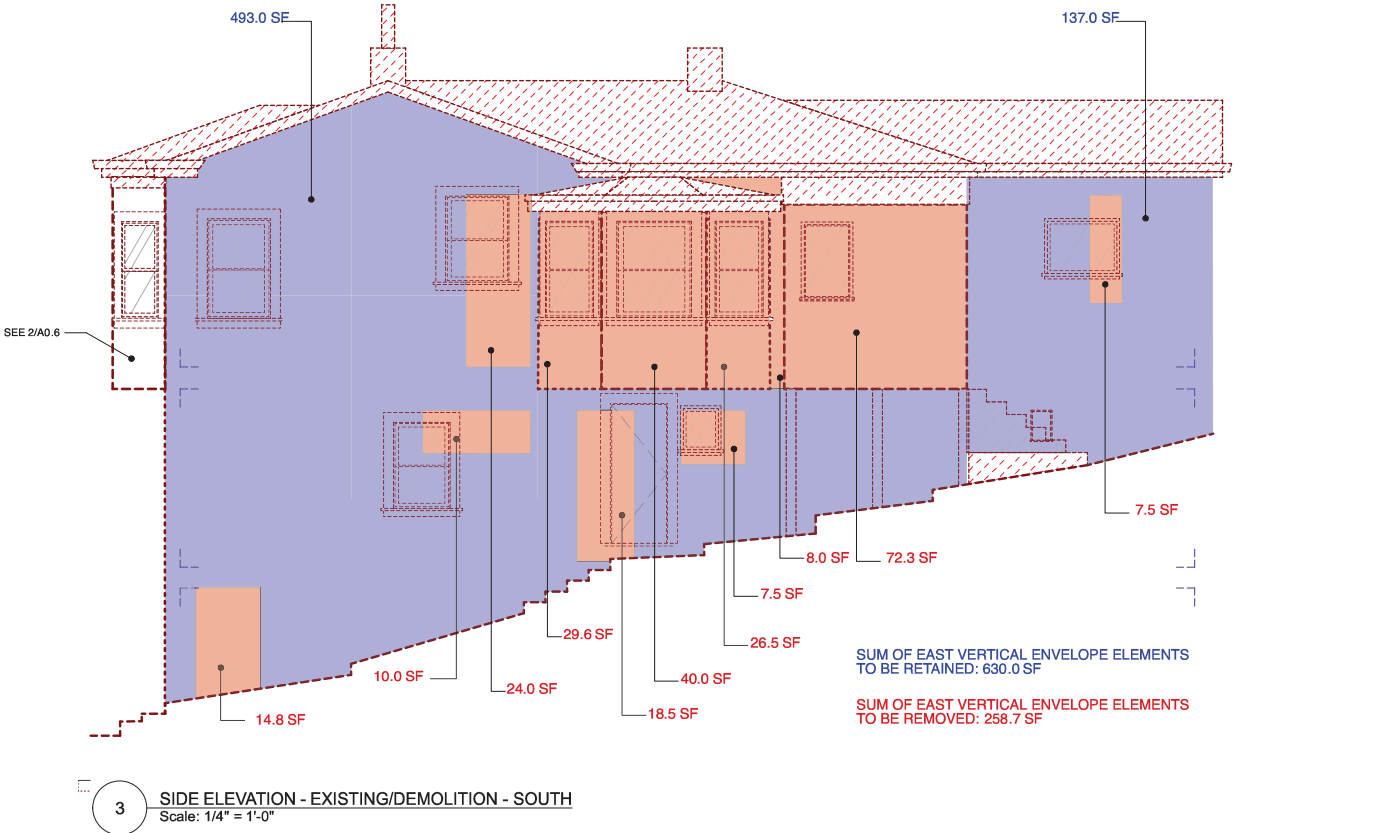 493.0 SF
137.0 SF
SEE 2/A0.6
7.5 SF
8.0 SF
72.3 SF
7.5 SF
29.6 SF
26.5 SF
10.0 SF
24.0 SF
40.0 SF
18.5 SF
14.8 SF
SUM OF EAST VERTICAL ENVELOPE ELEMENTS
TO BE RETAINED: 630.0 SF
SUM OF EAST VERTICAL ENVELOPE ELEMENTS
TO BE REMOVED: 258.7 SF
3
SIDE ELEVATION - EXISTING/DEMOLITION - SOUTH
Scale: 1/4" = 1'-0"